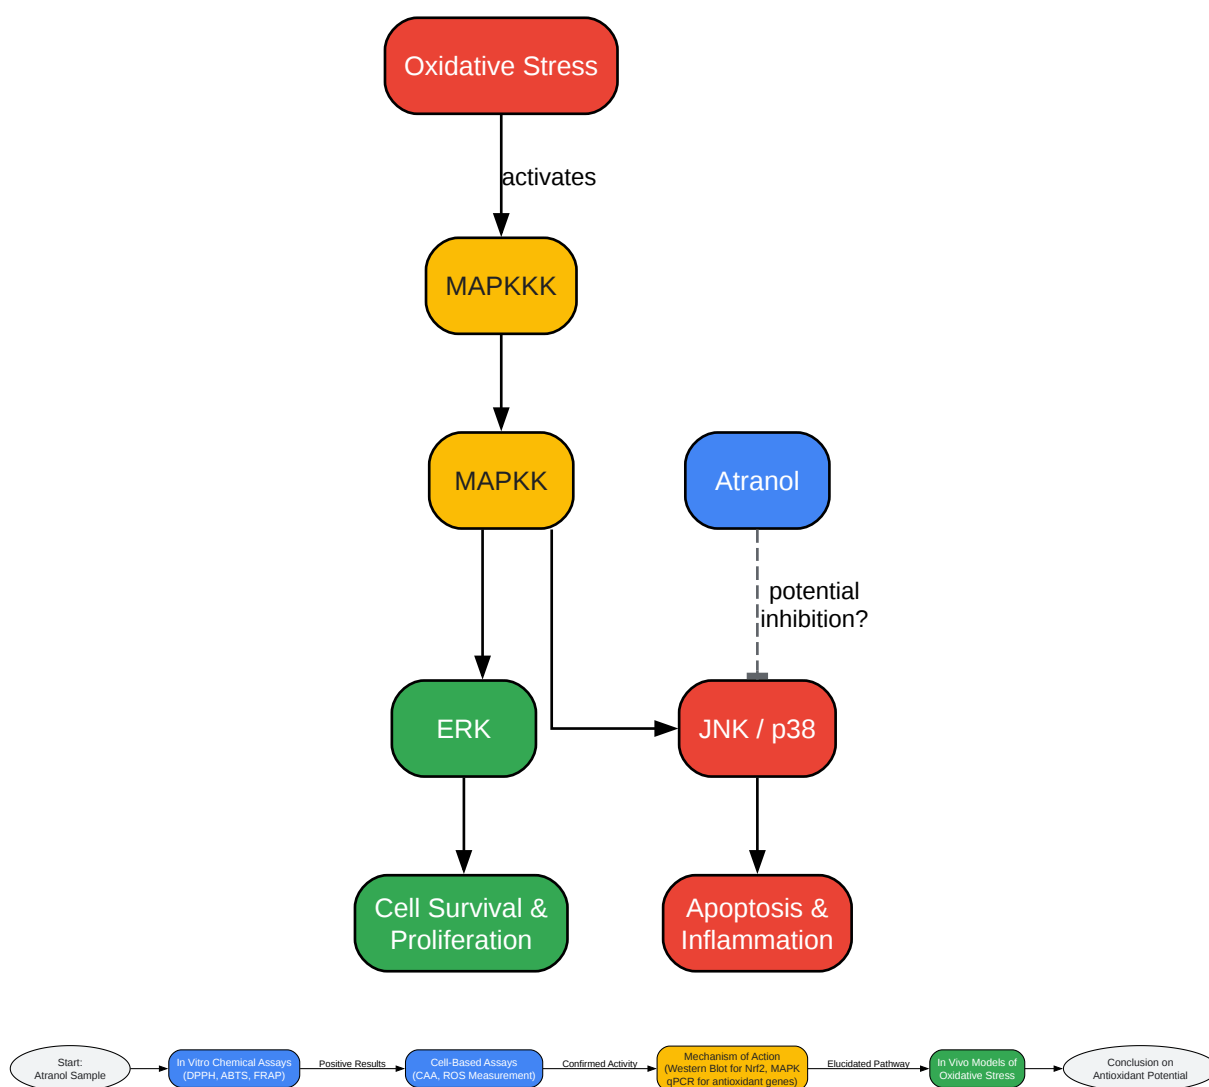 Oxidative Stress
activates
MAPKKK
MAPKK
Atranol
potential
inhibition?
ERK
JNK / p38
Cell Survival &
Proliferation
Apoptosis &
Inflammation
Start:
Atranol Sample
In Vitro Chemical Assays
(DPPH, ABTS, FRAP)
Positive Results
Cell-Based Assays
(CAA, ROS Measurement)
Confirmed Activity
Mechanism of Action
(Western Blot for Nrf2, MAPK
qPCR for antioxidant genes)
Elucidated Pathway
In Vivo Models of
Oxidative Stress
Conclusion on
Antioxidant Potential